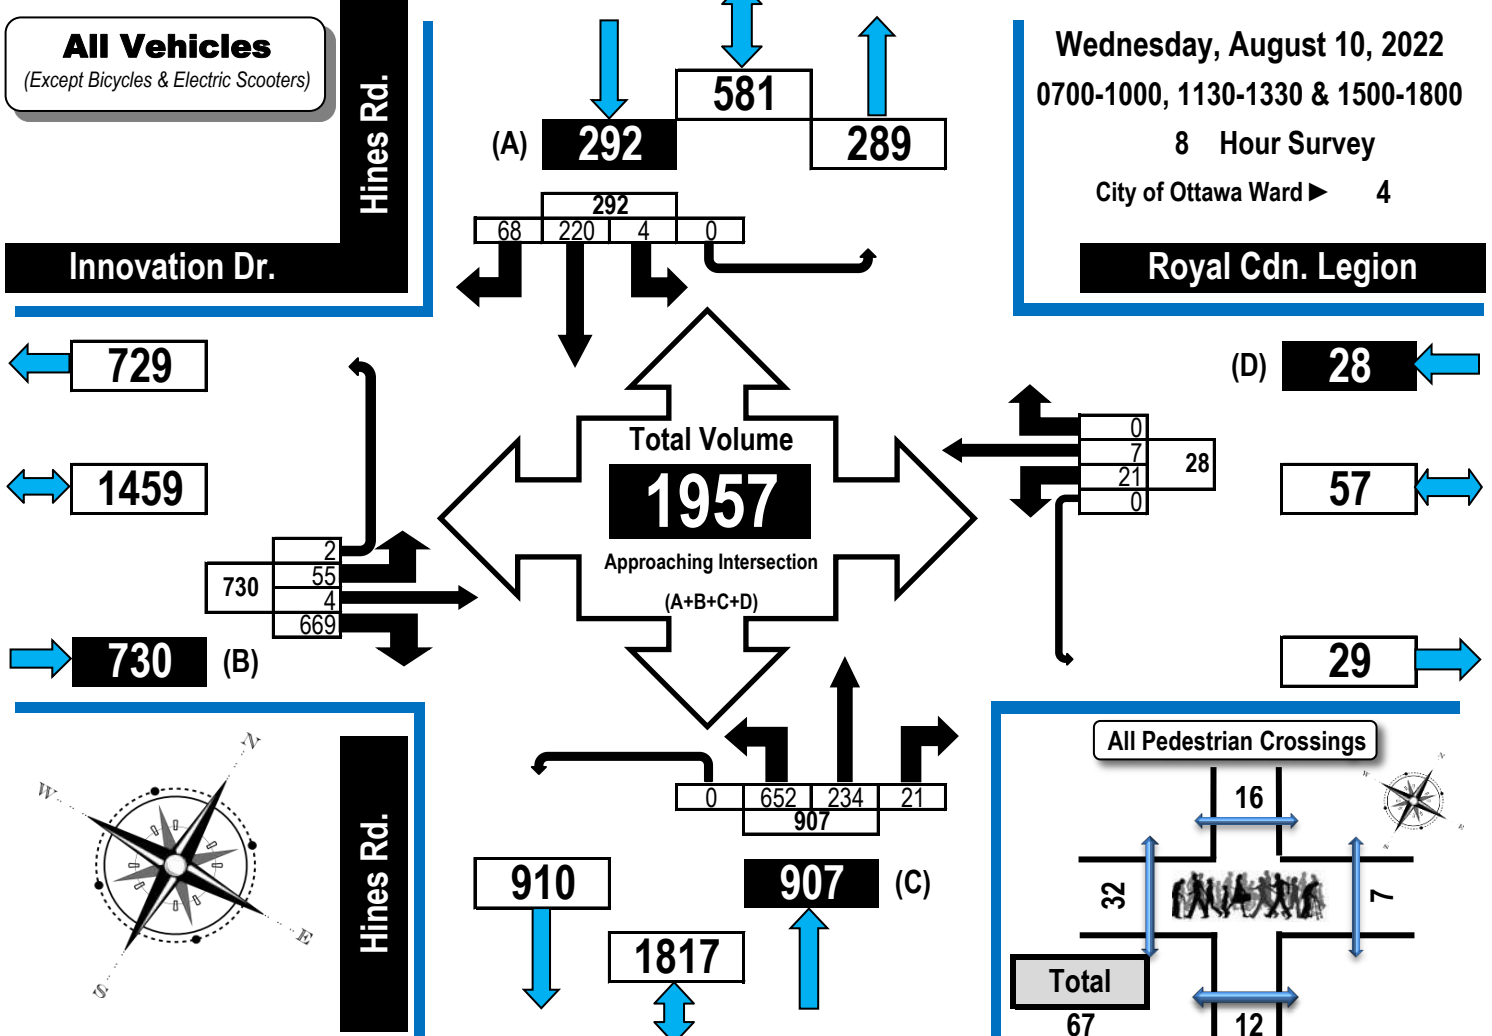 All Vehicles
(Except Bicycles & Electric Scooters)
Hines Rd.
Innovation Dr.
581
(A) 292
289
292
68 220 4 0
Wednesday, August 10, 2022
0700-1000, 1130-1330 & 1500-1800
8 Hour Survey
City of Ottawa Ward ► 4
Royal Cdn. Legion
729
1459
2
55
4
669
730
730 (B)
Total Volume
1957
Approaching Intersection
(A+B+C+D)
(D) 28
0
7
21
0
28
57
29
N
W
E
S
Hines Rd.
0 652 234 21
907
910
907 (C)
1817
All Pedestrian Crossings
N
W
E
S
16
32
7
12
Total
67